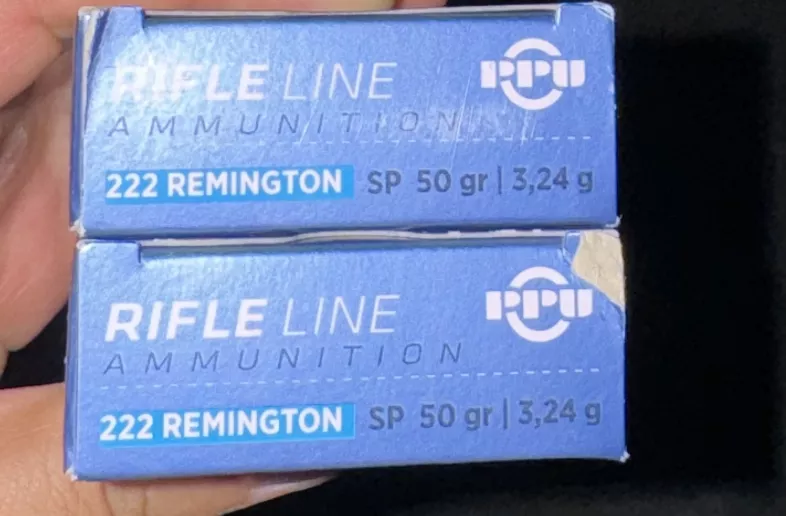 RIFLE LINE
PPU
AMMUNITION
222 REMINGTON SP 50 gr | 3,24 g
RIFLE LINE
PPU
AMMUNITION
222 REMINGTON SP 50 gr | 3,24 g